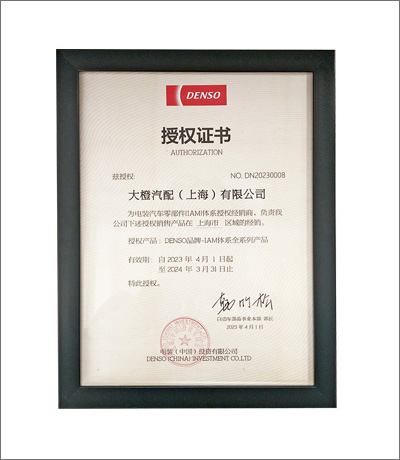 DENSO
授权证书
AUTHORIZATION
兹授权: NO. DN20230008
大橙汽配（上海）有限公司
为电装汽车零部件(IAM)体系授权经销商，负责我
公司下述授权销售产品在 上海市 区域的经销。
授权产品：DENSO品牌-IAM体系全系列产品
有效期： 自 2023 年 4 月 1 日起
至 2024 年 3 月 31 日止
特此授权。
2023 年 4 月 1 日
电装（中国）投资有限公司
DENSO (CHINA) INVESTMENT CO.,LTD